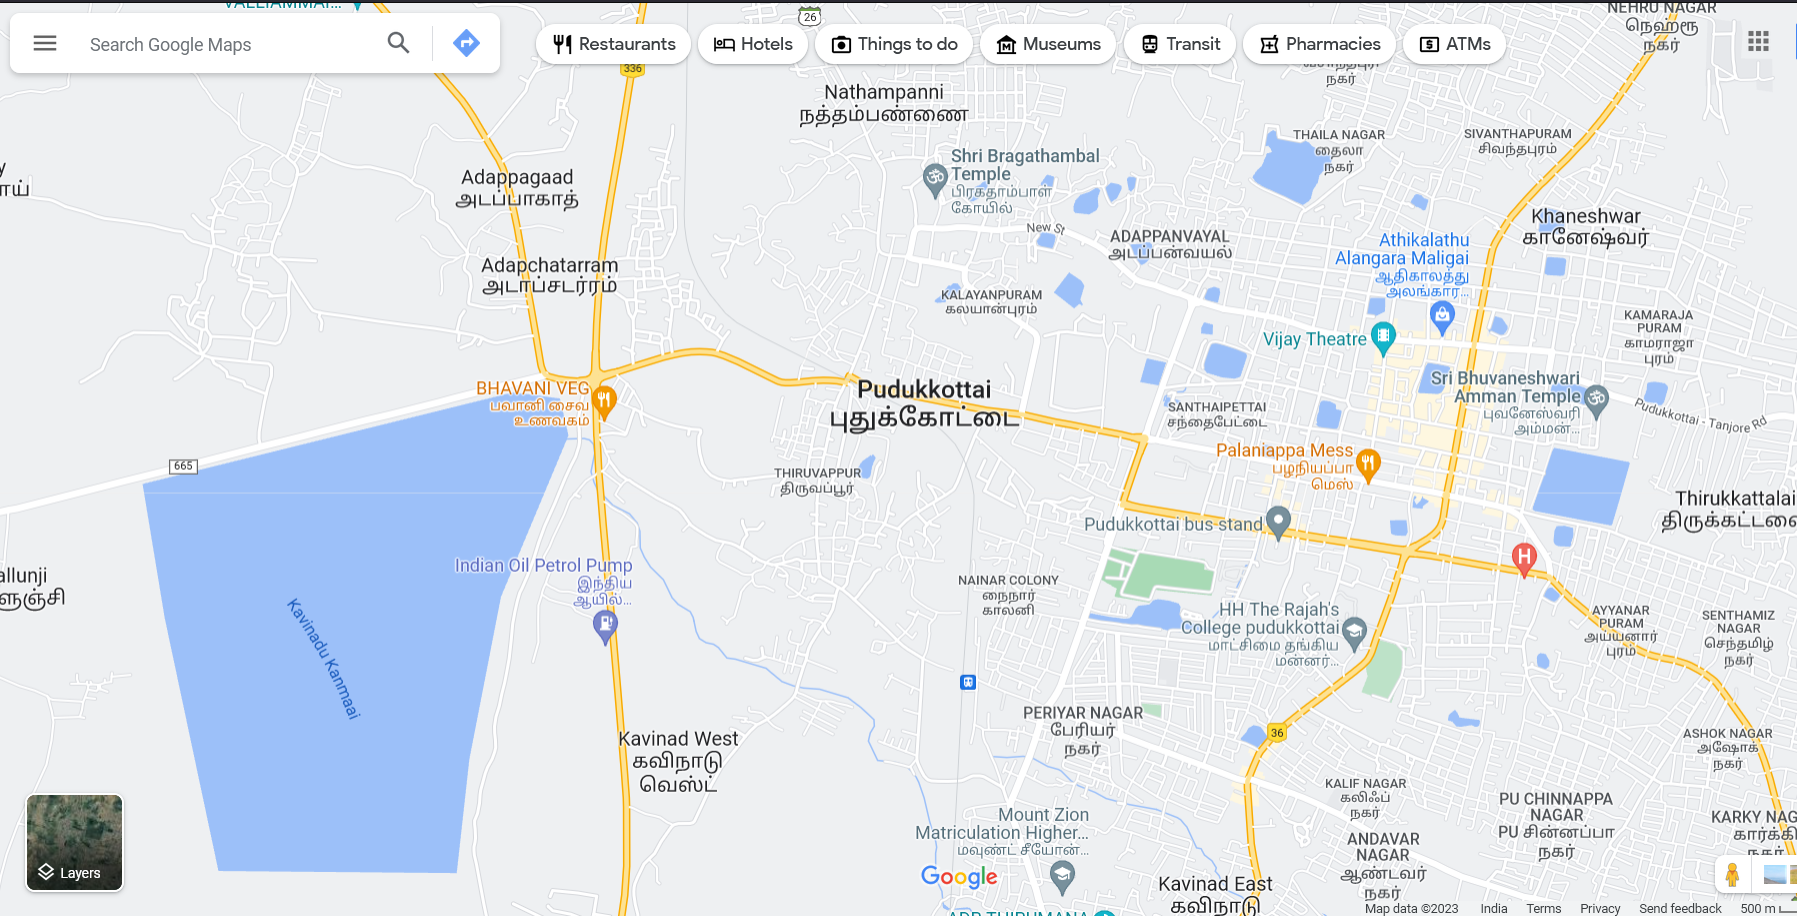 VALLIAMMAI...
Search Google Maps
Restaurants
Hotels
Things to do
Museums
Transit
Pharmacies
ATMs
26
336
NEHRU NAGAR
நெஹ்ரூ
நகர்
நகர்
Nathampanni
நத்தம்பண்ணை
THAILA NAGAR
தைலா
நகர்
SIVANTHAPURAM
சிவந்தபுரம்
Shri Bragathambal
Temple
பிரகதாம்பாள்
கோயில்
Adappagaad
அடப்பாகாத்
Khaneshwar
கானேஷ்வர்
New St
ADAPPANVAYAL
அடப்பன்வயல்
Athikalathu
Alangara Maligai
ஆதிகாலத்து
அலங்கார...
Adapchatarram
அடாப்சடர்ரம்
KALAYANPURAM
கலயான்புரம்
KAMARAJA
PURAM
காமராஜா
புரம்
Vijay Theatre
BHAVANI VEG
பவானி சைவ
உணவகம்
Pudukkottai
புதுக்கோட்டை
Sri Bhuvaneshwari
Amman Temple
புவனேஸ்வரி
அம்மன்...
SANTHAIPETTAI
சந்தைபேட்டை
Pudukkottai - Tanjore Rd
Palaniappa Mess
பழநியப்பா
மெஸ்
665
THIRUVAPPUR
திருவப்பூர்
Thirukkattalai
Pudukkottai bus stand
H
Indian Oil Petrol Pump
இந்திய
ஆயில்...
allunji
ளுஞ்சி
NAINAR COLONY
நைநார்
காலனி
Kavinadu Kanmaai
HH The Rajah's
College pudukkottai
மாட்சிமை தங்கிய
மன்னர்...
AYYANAR
PURAM
அய்யனார்
புரம்
SENTHAMIZ
NAGAR
செந்தமிழ்
நகர்
PERIYAR NAGAR
பேரியர்
நகர்
36
Kavinad West
கவிநாடு
வெஸ்ட்
ASHOK NAGAR
அஷோக்
நகர்
KALIF NAGAR
கலிஃப்
நகர்
PU CHINNAPPA
NAGAR
PU சின்னப்பா
நகர்
Mount Zion
Matriculation Higher...
மவுண்ட் சீயோன்...
ANDAVAR
NAGAR
ஆண்டவர்
நகர்
KARKY NAG
கார்க்கி
நகர்
Layers
Google
Kavinad East
கவிநாடு
ADR THIRUMANA
Map data ©2023
India
Terms
Privacy
Send feedback
500 m